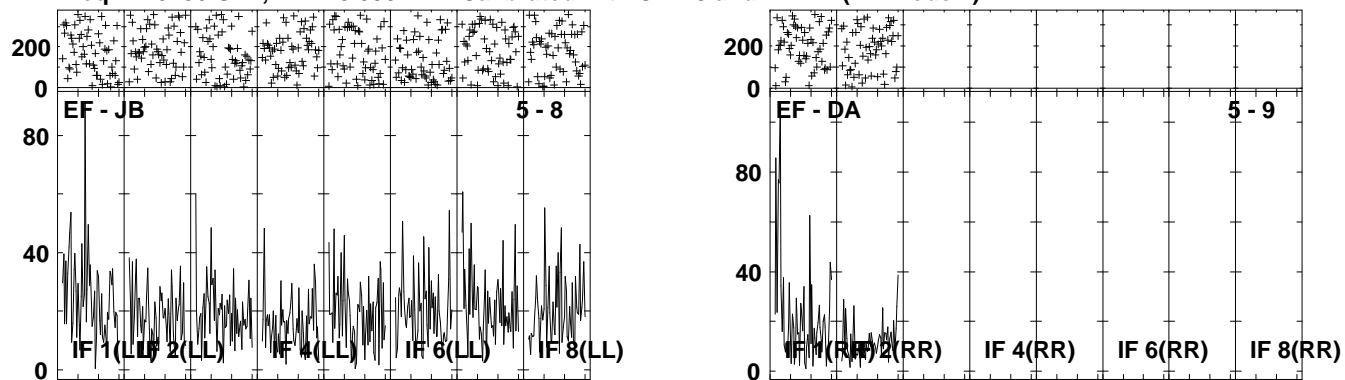 200
0
EF - JB 5 - 8
80
40
0
IF 1(LL) IF 2(LL) IF 4(LL) IF 6(LL) IF 8(LL)
200
0
EF - DA 5 - 9
80
40
0
IF 1(RR) IF 2(RR) IF 4(RR) IF 6(RR) IF 8(RR)